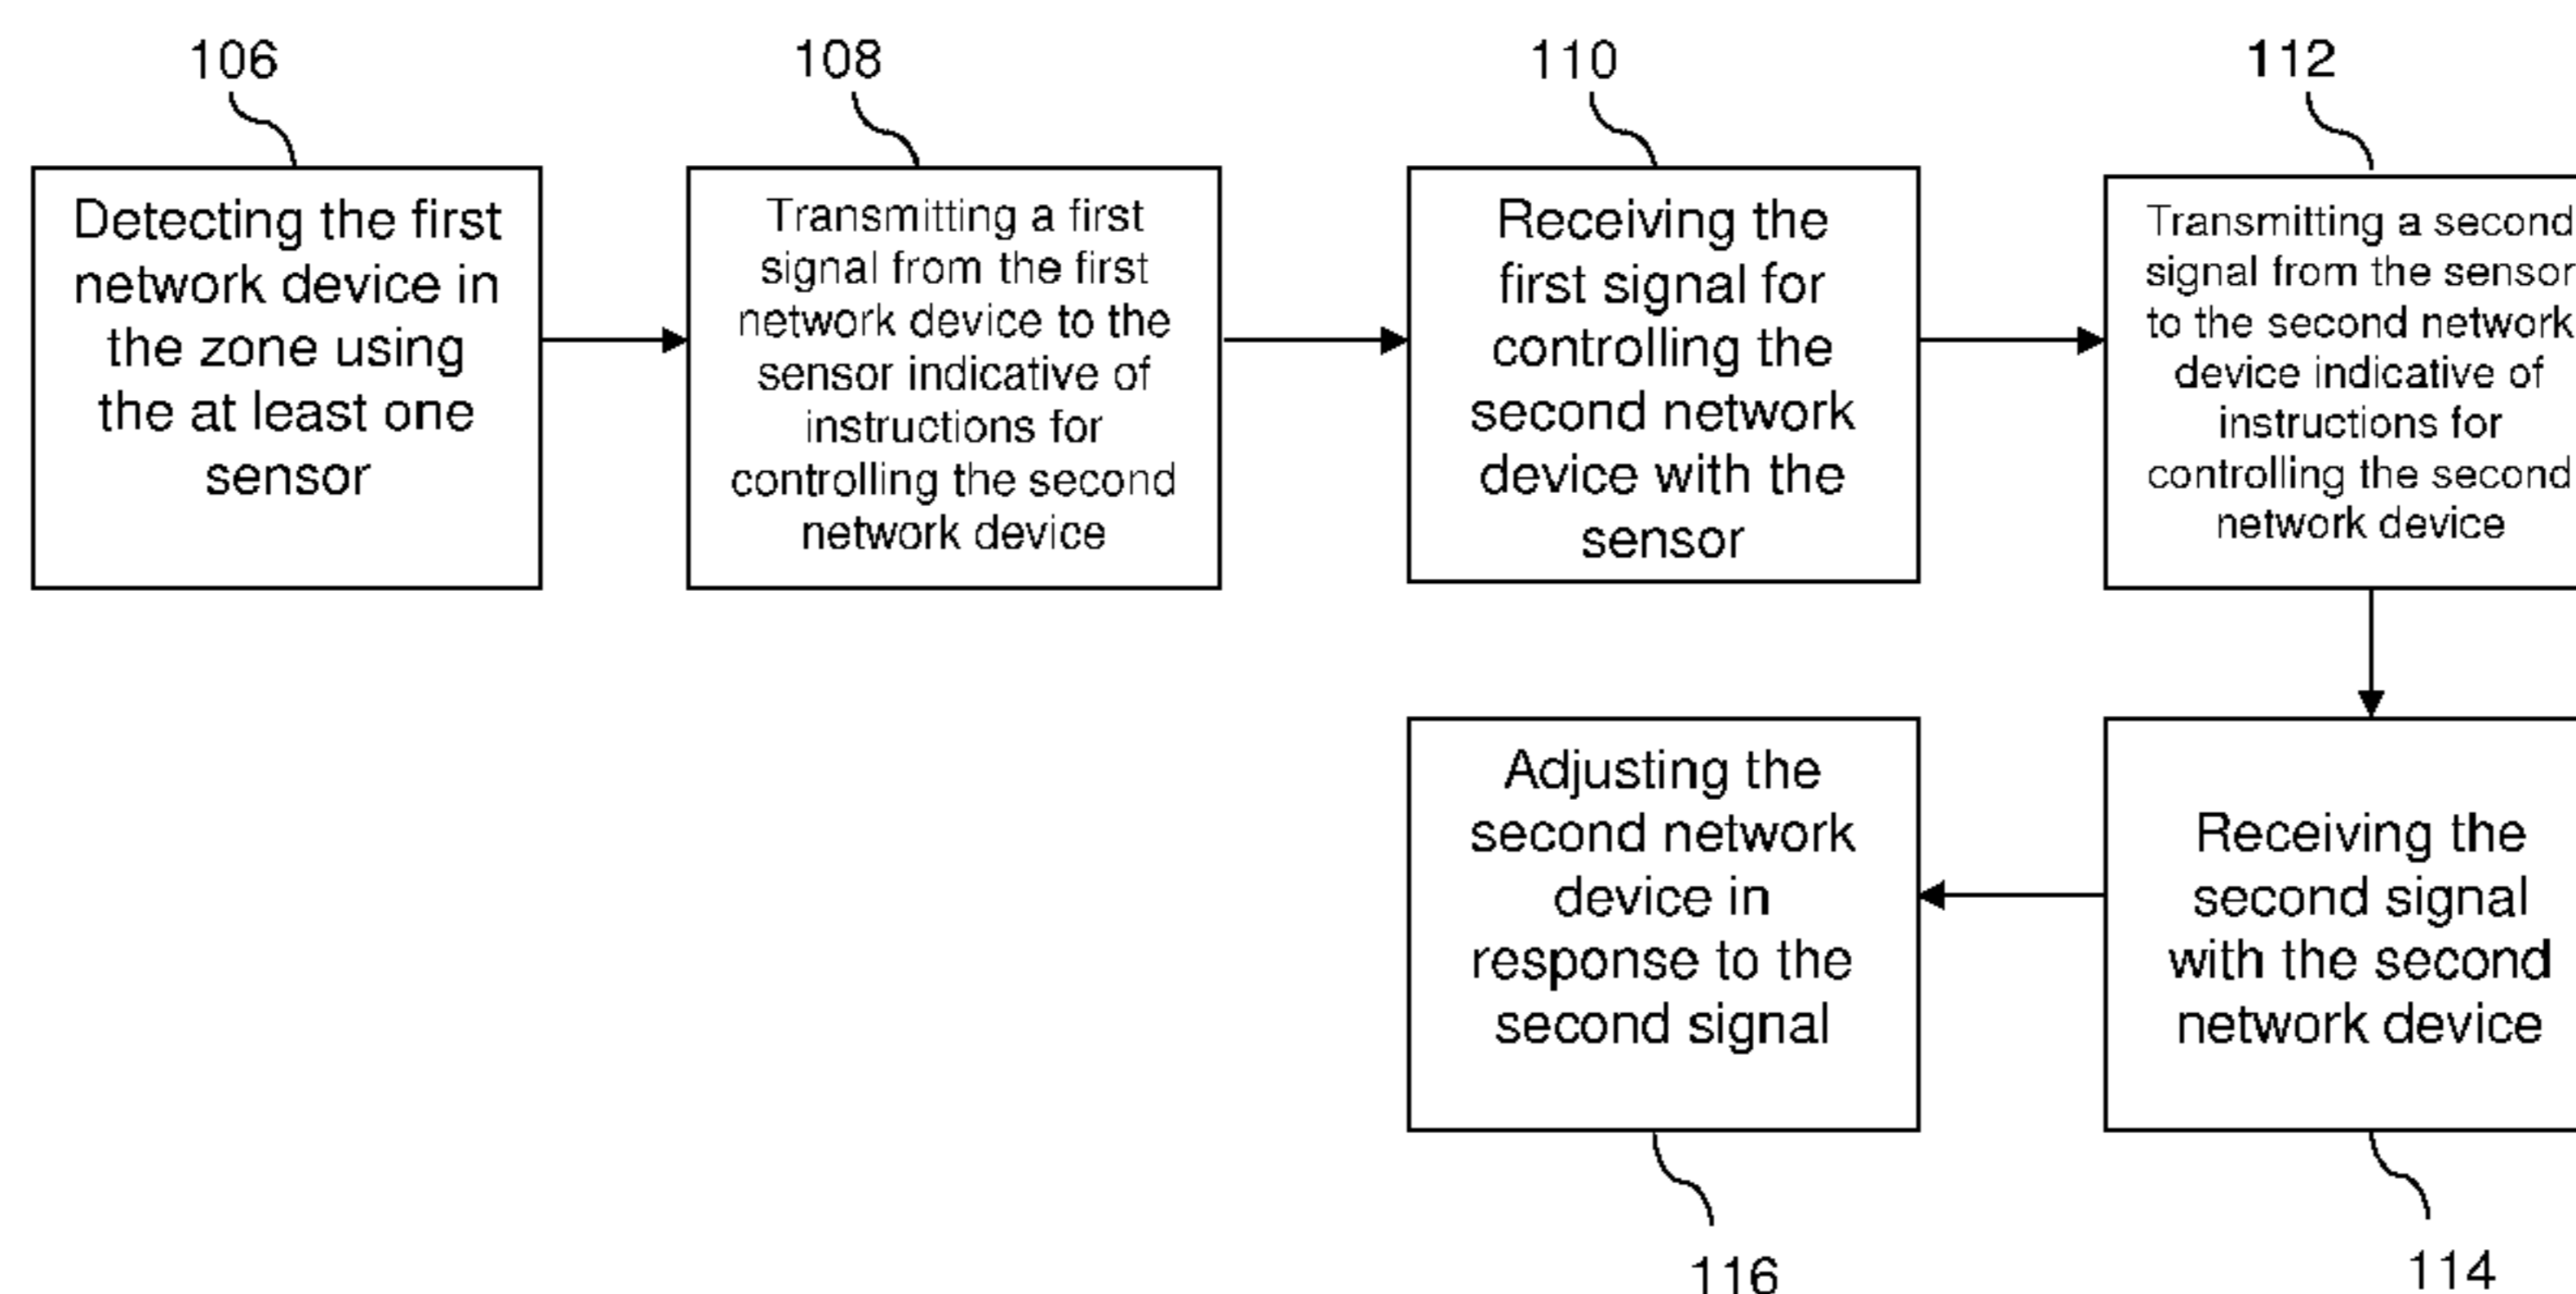 106
Detecting the first
network device in
the zone using
the at least one
sensor
108
Transmitting a first
signal from the first
network device to the
sensor indicative of
instructions for
controlling the second
network device
110
Receiving the
first signal for
controlling the
second network
device with the
sensor
112
Transmitting a second
signal from the sensor
to the second network
device indicative of
instructions for
controlling the second
network device
Receiving the
second signal
with the second
network device
114
Adjusting the
second network
device in
response to the
second signal
116